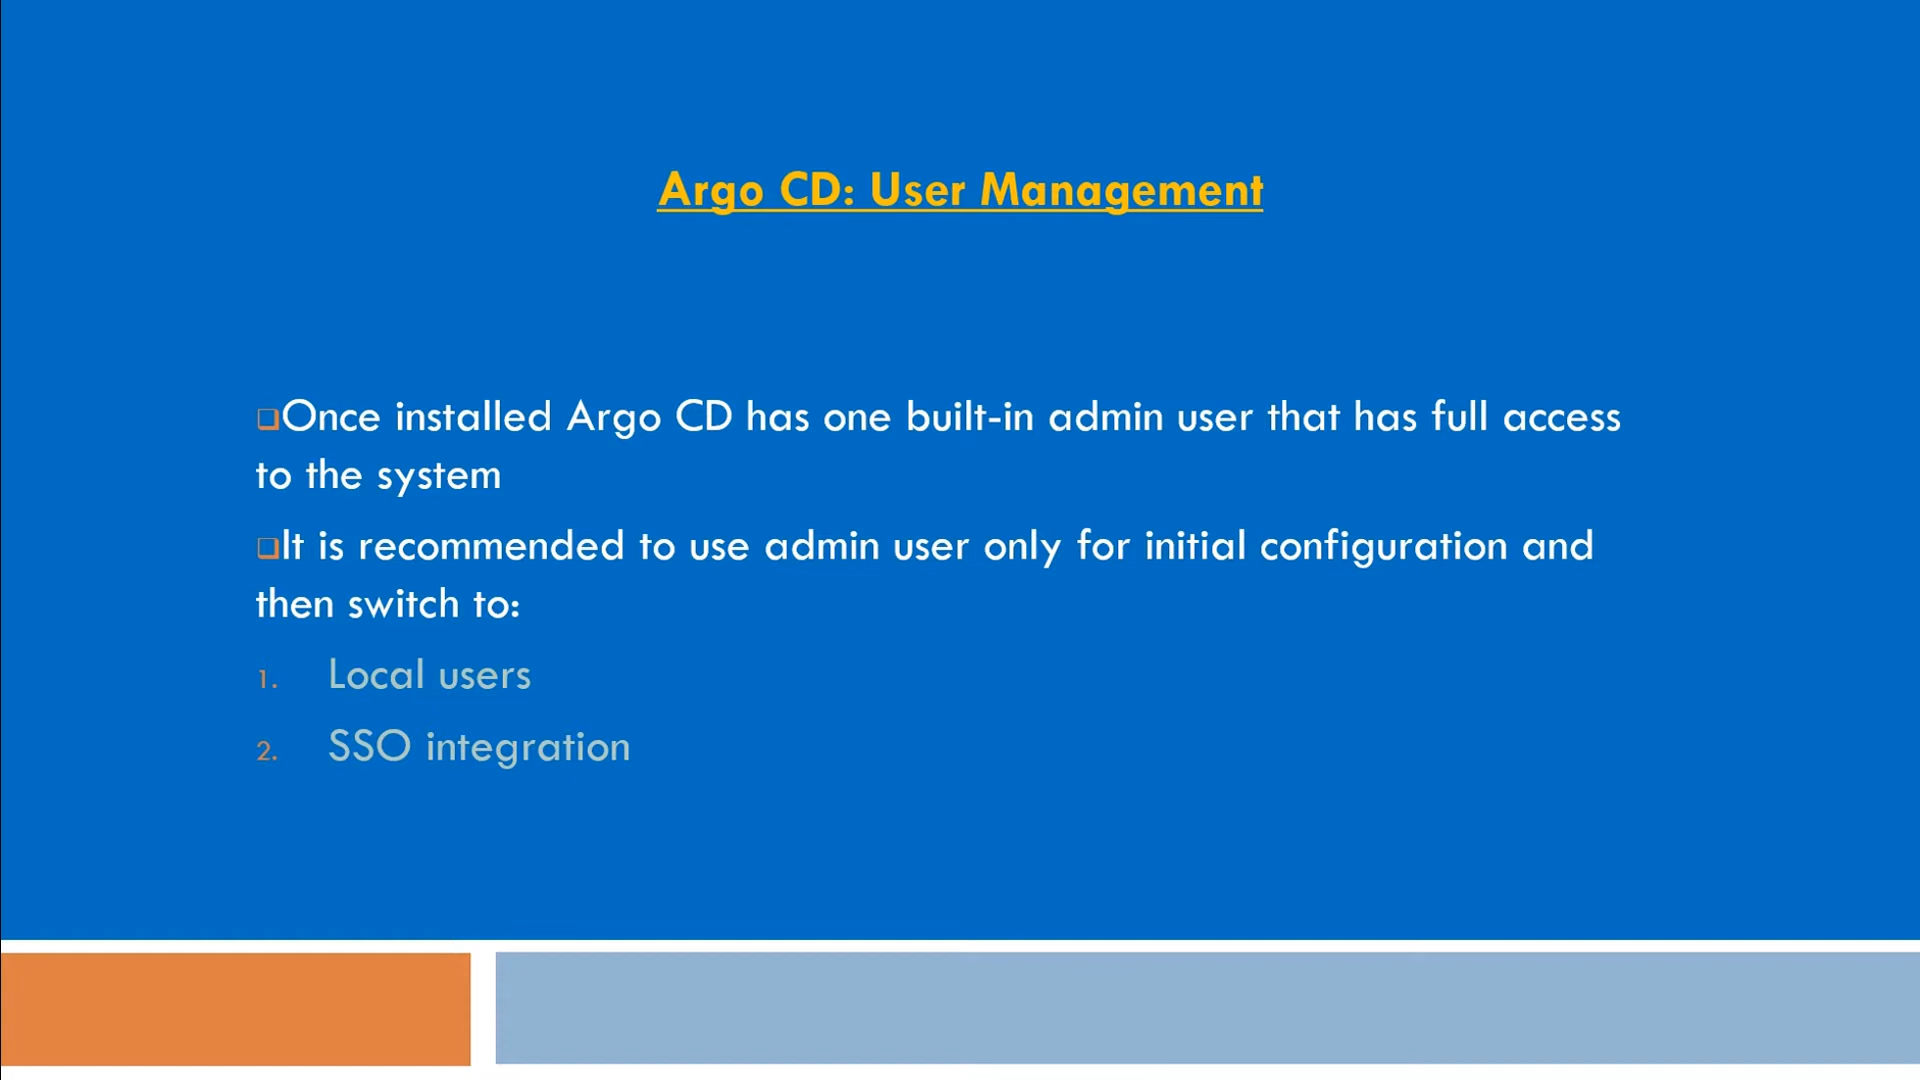 Argo CD: User Management
❑Once installed Argo CD has one built-in admin user that has full access
to the system
❑It is recommended to use admin user only for initial configuration and
then switch to:
1. Local users
2. SSO integration